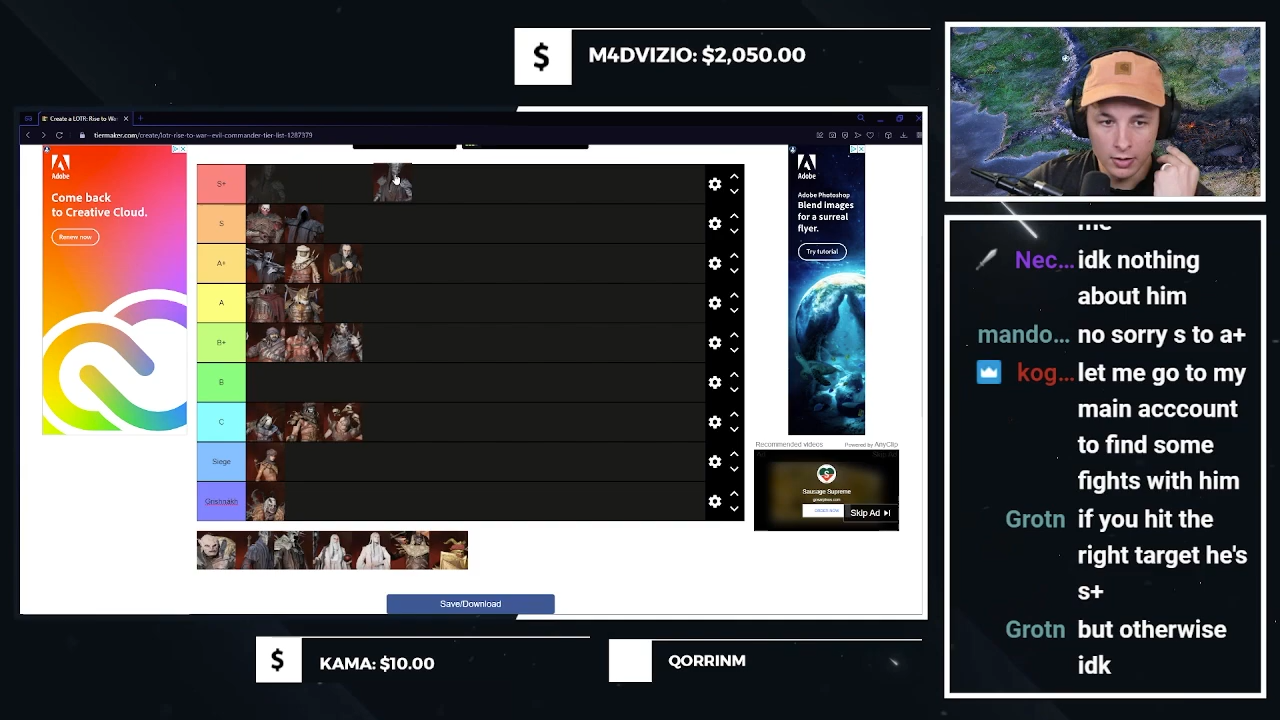 $
M4DVIZIO: $2,050.00
Create a LOTR: Rise to War
tiermaker.com/create/lotr-rise-to-war--evil-commander-tier-list-1287379
Adobe
Come back
to Creative Cloud.
Renew now
S+
S
A+
A
B+
B
C
Siege
Grishnakh
Save/Download
Adobe
Adobe Photoshop
Blend images
for a surreal
flyer.
Try tutorial
Recommended videos
Powered by AnyClip
Sausage Supreme
ORDER NOW
Skip Ad
me
Nec... idk nothing
about him
mando... no sorry s to a+
kog... let me go to my
main acccount
to find some
fights with him
Grotn if you hit the
right target he's
s+
Grotn but otherwise
idk
$
KAMA: $10.00
QORRINM